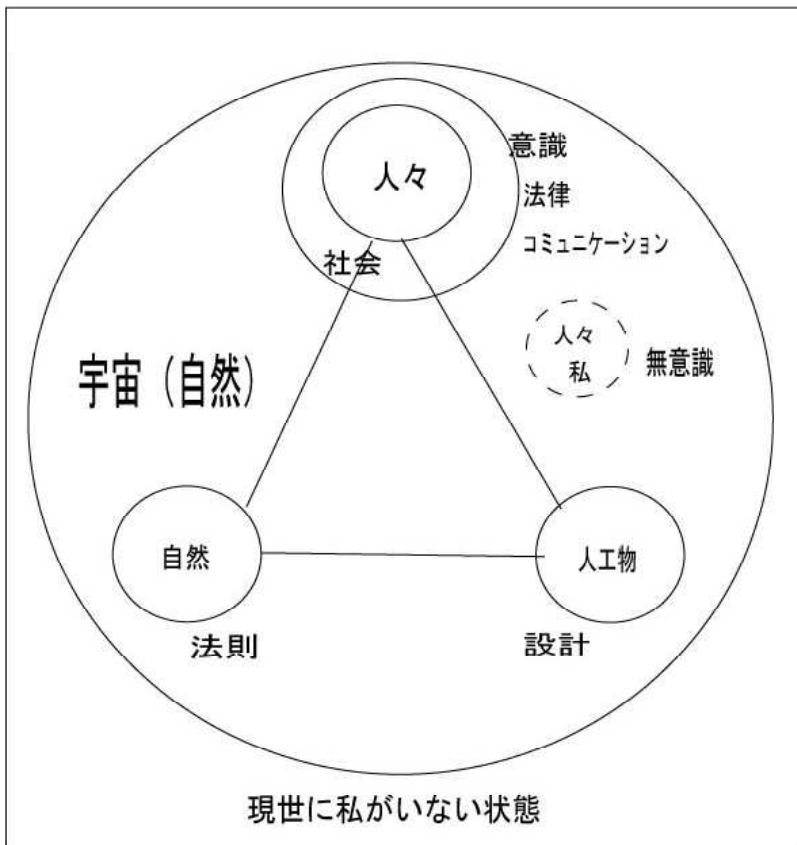 人々
意識
法律
コミュニケーション
社会
人々
私
無意識
宇宙（自然）
自然
人工物
法則
設計
現世に私がいない状態